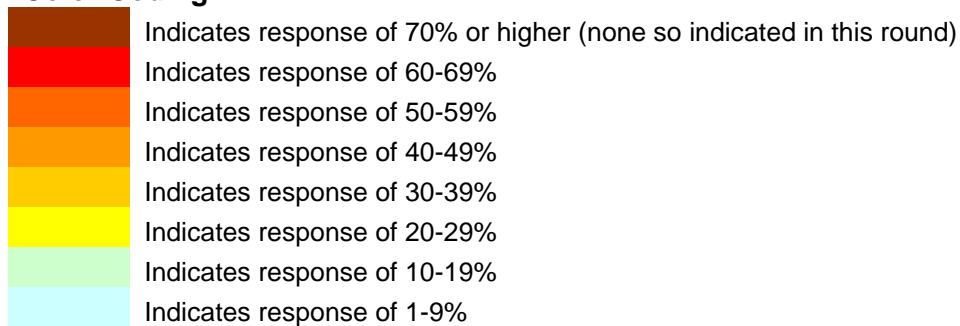 Indicates response of 70% or higher (none so indicated in this round)
Indicates response of 60-69%
Indicates response of 50-59%
Indicates response of 40-49%
Indicates response of 30-39%
Indicates response of 20-29%
Indicates response of 10-19%
Indicates response of 1-9%